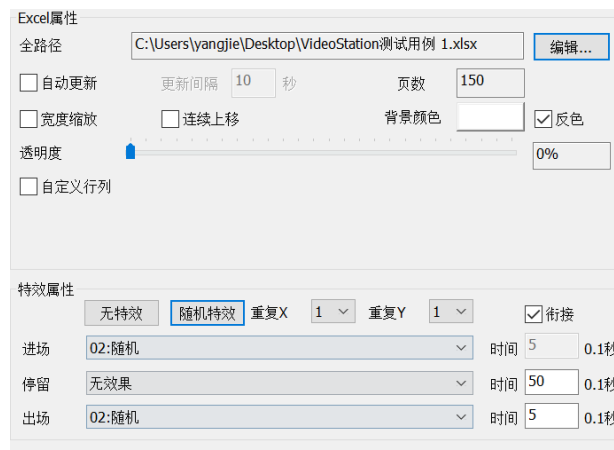 Excel属性
全路径 C:\Users\yangjie\Desktop\VideoStation测试用例 1.xlsx 编辑...
自动更新 更新间隔 10 秒 页数 150
宽度缩放 连续上移 背景颜色 反色
透明度 0%
自定义行列
特效属性
无特效 随机特效 重复X 1 重复Y 1 衔接
进场 02:随机 时间 5 0.1秒
停留 无效果 时间 50 0.1秒
出场 02:随机 时间 5 0.1秒